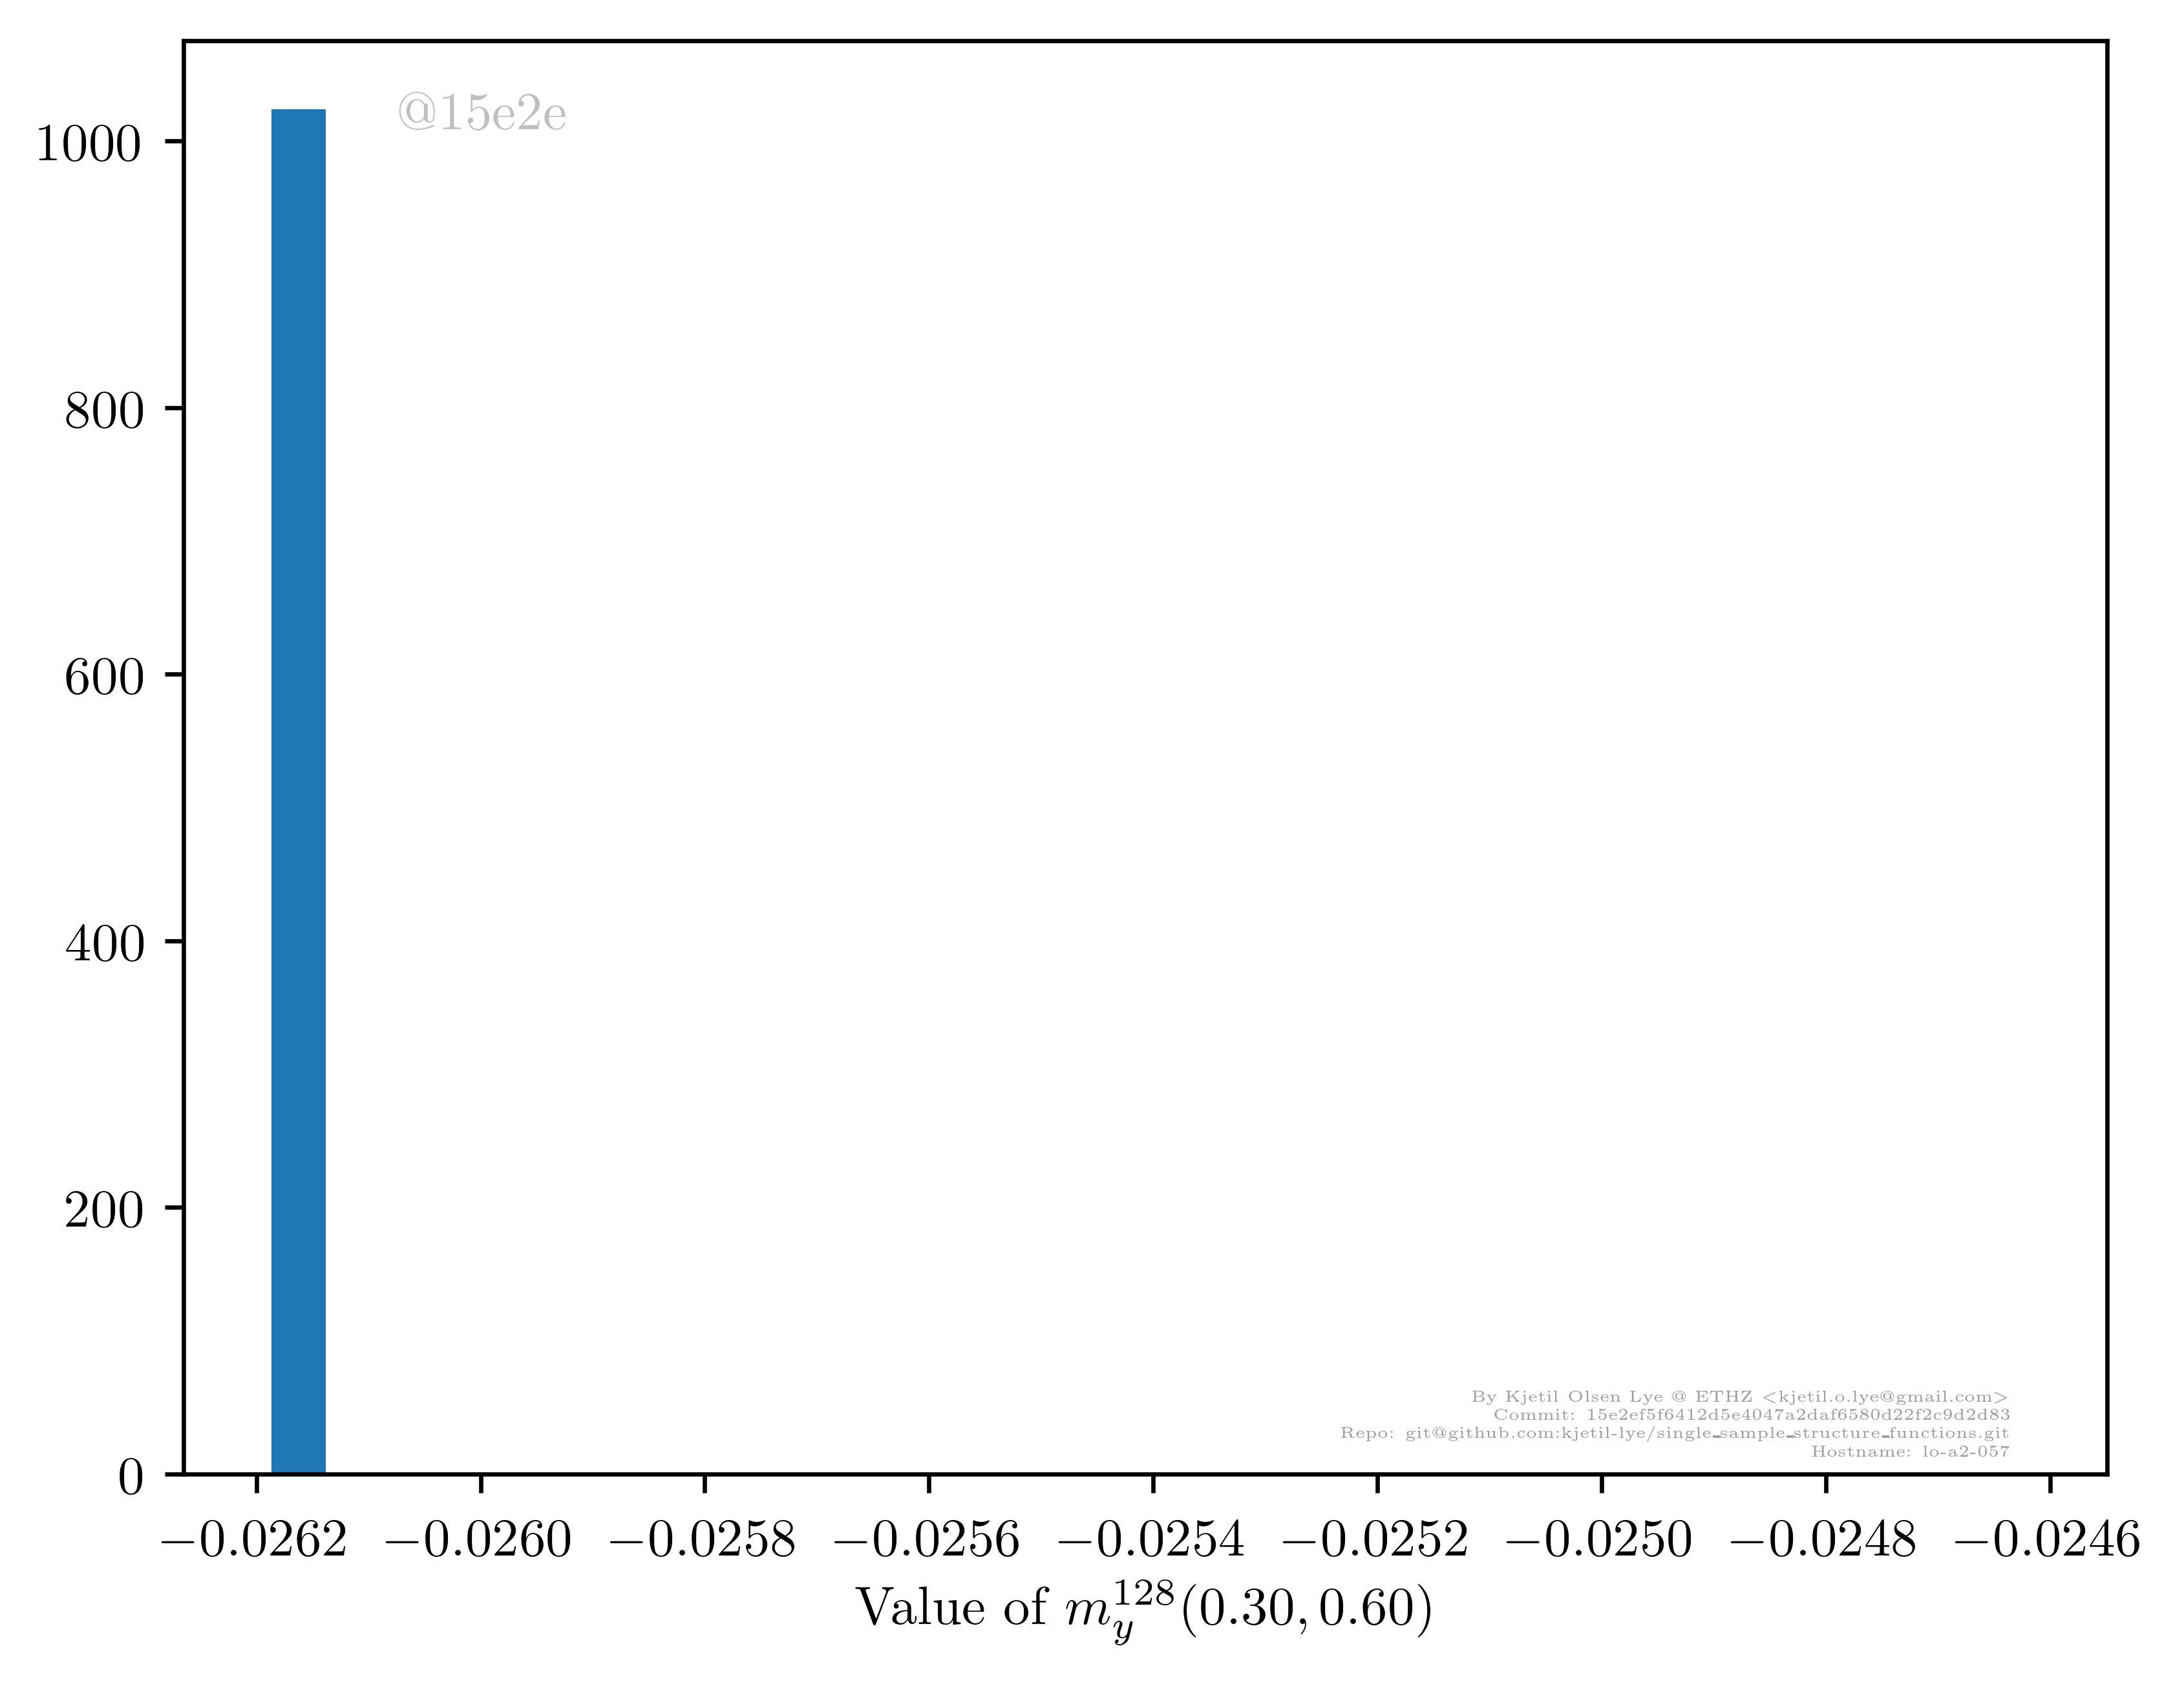 @15e2e
1000
800
600
400
200
0
−0.0262 −0.0260 −0.0258 −0.0256 −0.0254 −0.0252 −0.0250 −0.0248 −0.0246
Value of $m_y^{128}(0.30, 0.60)$
By Kjetil Olsen Lye @ ETHZ <kjetil.o.lye@gmail.com>
Commit: 15e2ef5f6412d5e4047a2daf6580d22f2c9d2d83
Repo: git@github.com:kjetil-lye/single_sample_structure_functions.git
Hostname: lo-a2-057